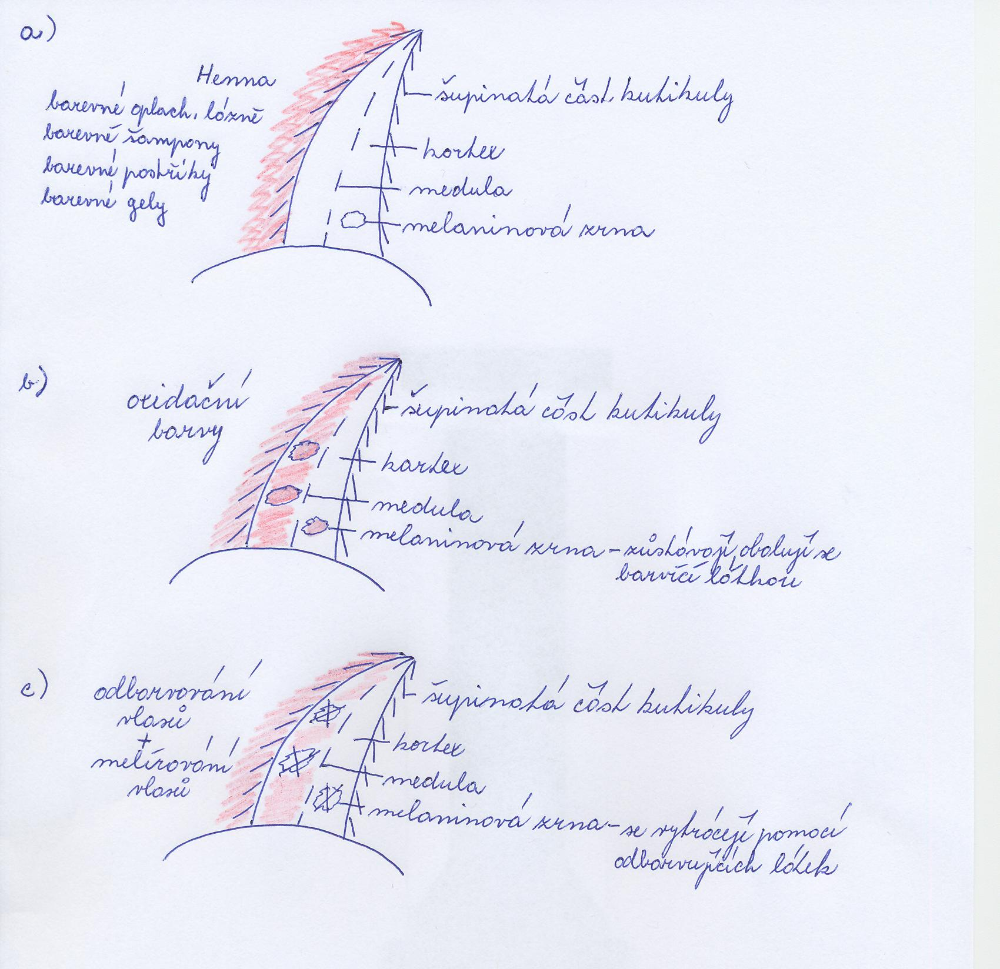 a)
Henna
barevné oplach, lázně
barevné šampony
barevné postřiky
barevné gely
šupinatá část kutikuly
kortex
medula
melaninová zrna
b)
oxidační
barvy
šupinatá část kutikuly
kortex
medula
melaninová zrna - zůstávají, obalují se
barvící látkou
c)
odbarvování
vlasů
+
melírování
vlasů
šupinatá část kutikuly
kortex
medula
melaninová zrna - se vytrácejí pomocí
odbarvujících látek